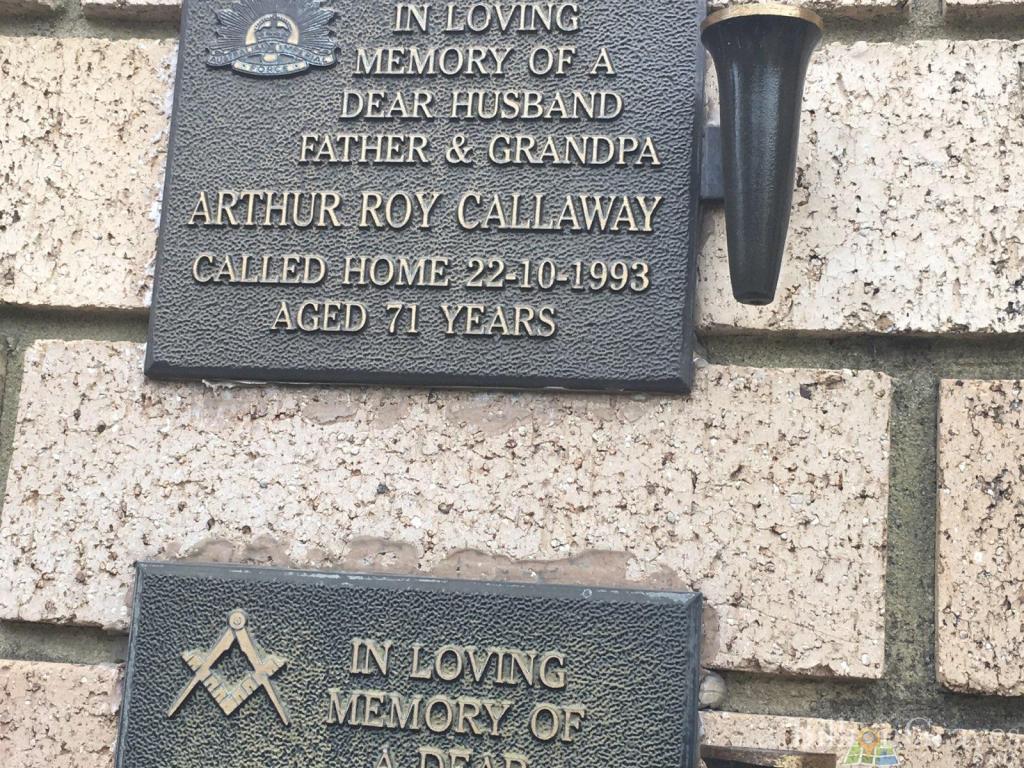 IN LOVING
MEMORY OF A
DEAR HUSBAND
FATHER & GRANDPA
ARTHUR ROY CALLAWAY
CALLED HOME 22-10-1993
AGED 71 YEARS
IN LOVING
MEMORY OF
A DEAR